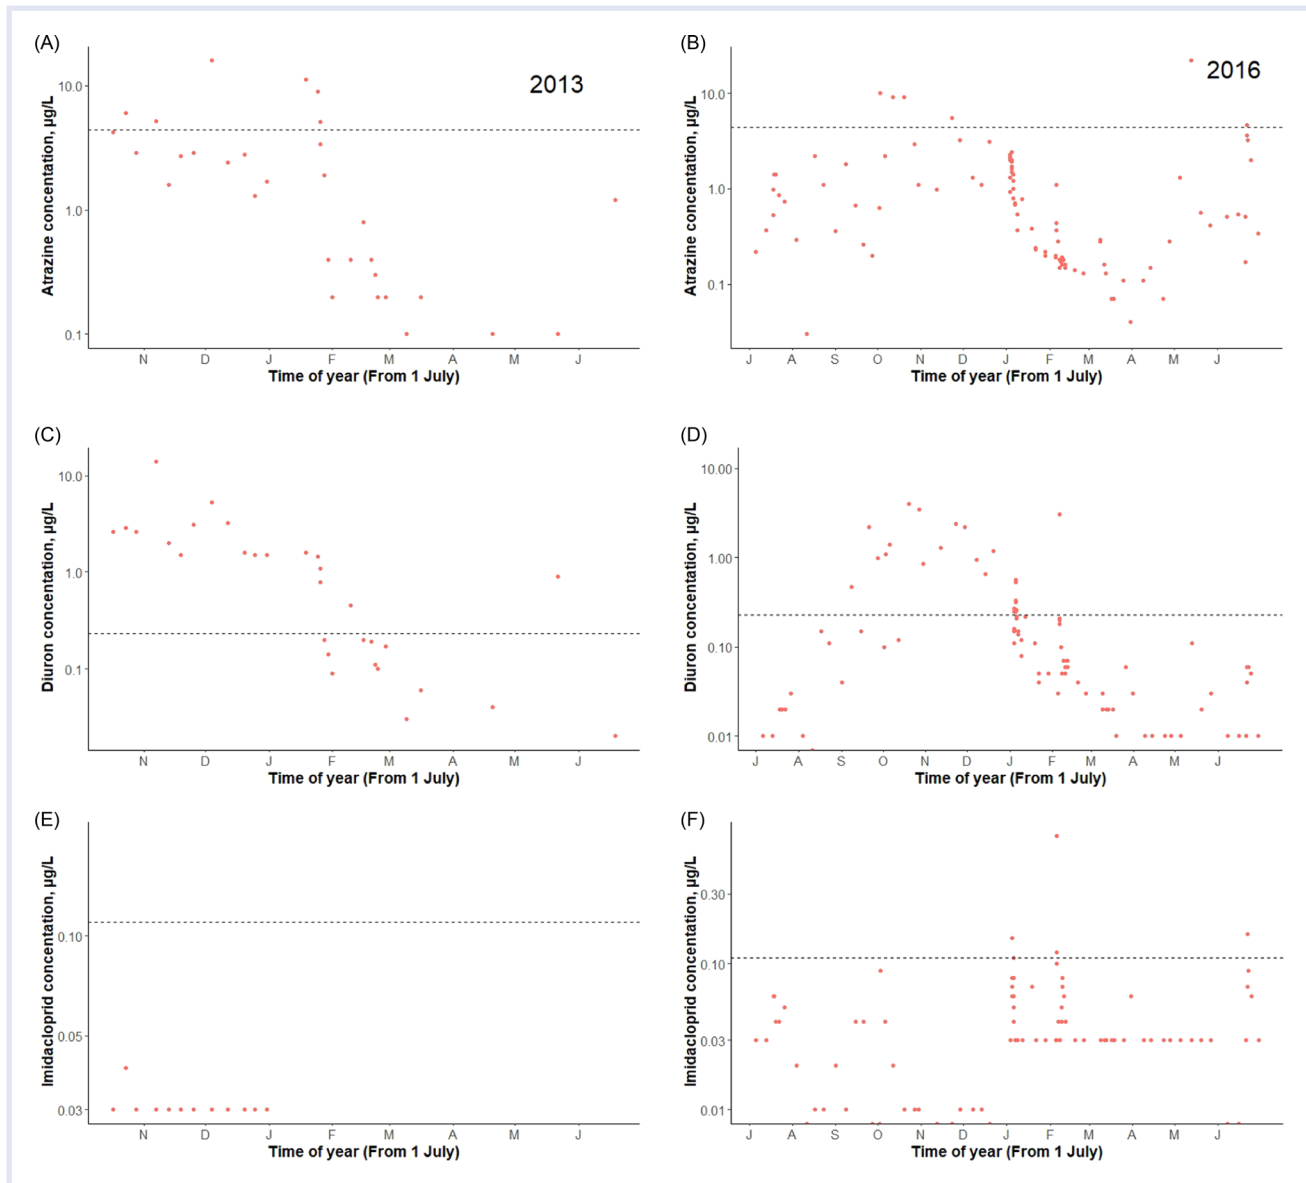 (A)
2013
Atrazine concentration, µg/L
10.0
1.0
0.1
N D J F M A M J
Time of year (From 1 July)
(B)
2016
Atrazine concentration, µg/L
10.0
1.0
0.1
J A S O N D J F M A M J
Time of year (From 1 July)
(C)
Diuron concentration, µg/L
10.0
1.0
0.1
N D J F M A M J
Time of year (From 1 July)
(D)
Diuron concentration, µg/L
10.00
1.00
0.10
0.01
J A S O N D J F M A M J
Time of year (From 1 July)
(E)
Imidacloprid concentation, µg/L
0.10
0.05
0.03
N D J F M A M J
Time of year (From 1 July)
(F)
Imidacloprid concentation, µg/L
0.30
0.10
0.03
0.01
J A S O N D J F M A M J
Time of year (From 1 July)